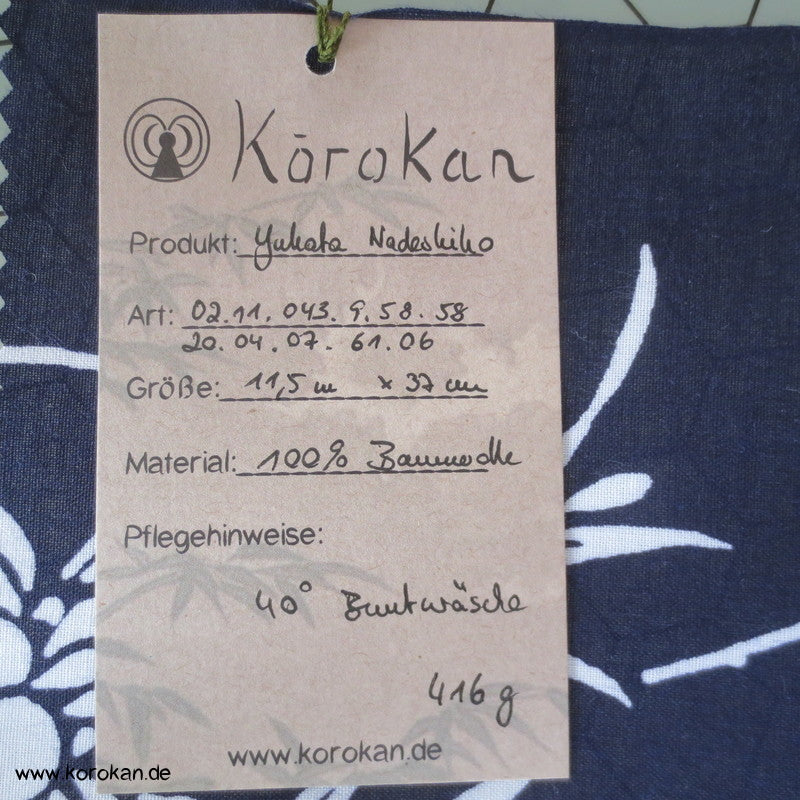 Kōrokan
Produkt: Yukata Nadeshiko
Art: 02.11.043.9.58.58
20.04.07.61.06
Größe: 11,5 m x 37 cm
Material: 100% Baumwolle
Pflegehinweise:
40° Buntwäsche
416 g
www.korokan.de
www.korokan.de